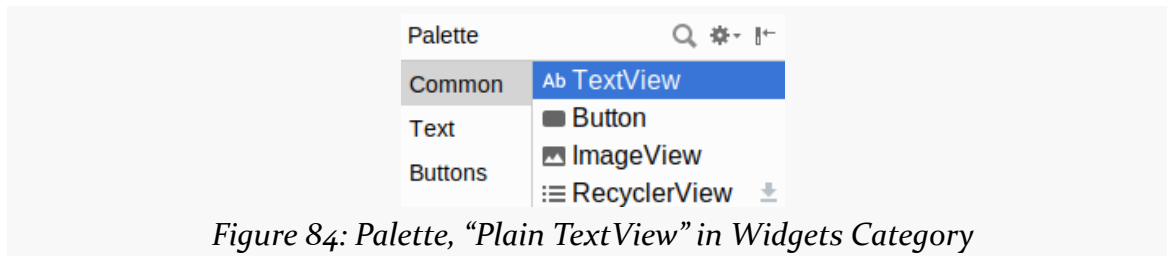 Palette
Common
Text
Buttons
Ab TextView
Button
ImageView
RecyclerView
Figure 84: Palette, “Plain TextView” in Widgets Category